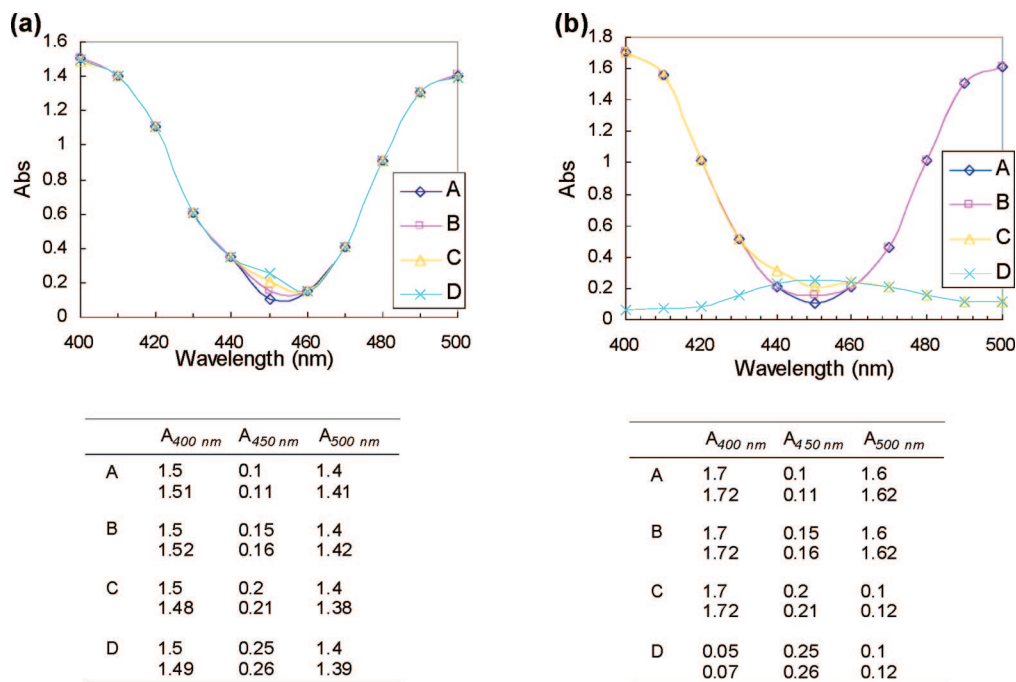 (a)
1.6
1.4
1.2
1
0.8
0.6
0.4
0.2
0
Abs
400 420 440 460 480 500
Wavelength (nm)
A
B
C
D
A400 nm A450 nm A500 nm
A 1.5 0.1 1.4
1.51 0.11 1.41
B 1.5 0.15 1.4
1.52 0.16 1.42
C 1.5 0.2 1.4
1.48 0.21 1.38
D 1.5 0.25 1.4
1.49 0.26 1.39
(b)
1.8
1.6
1.4
1.2
1
0.8
0.6
0.4
0.2
0
Abs
400 420 440 460 480 500
Wavelength (nm)
A
B
C
D
A400 nm A450 nm A500 nm
A 1.7 0.1 1.6
1.72 0.11 1.62
B 1.7 0.15 1.6
1.72 0.16 1.62
C 1.7 0.2 0.1
1.72 0.21 0.12
D 0.05 0.25 0.1
0.07 0.26 0.12